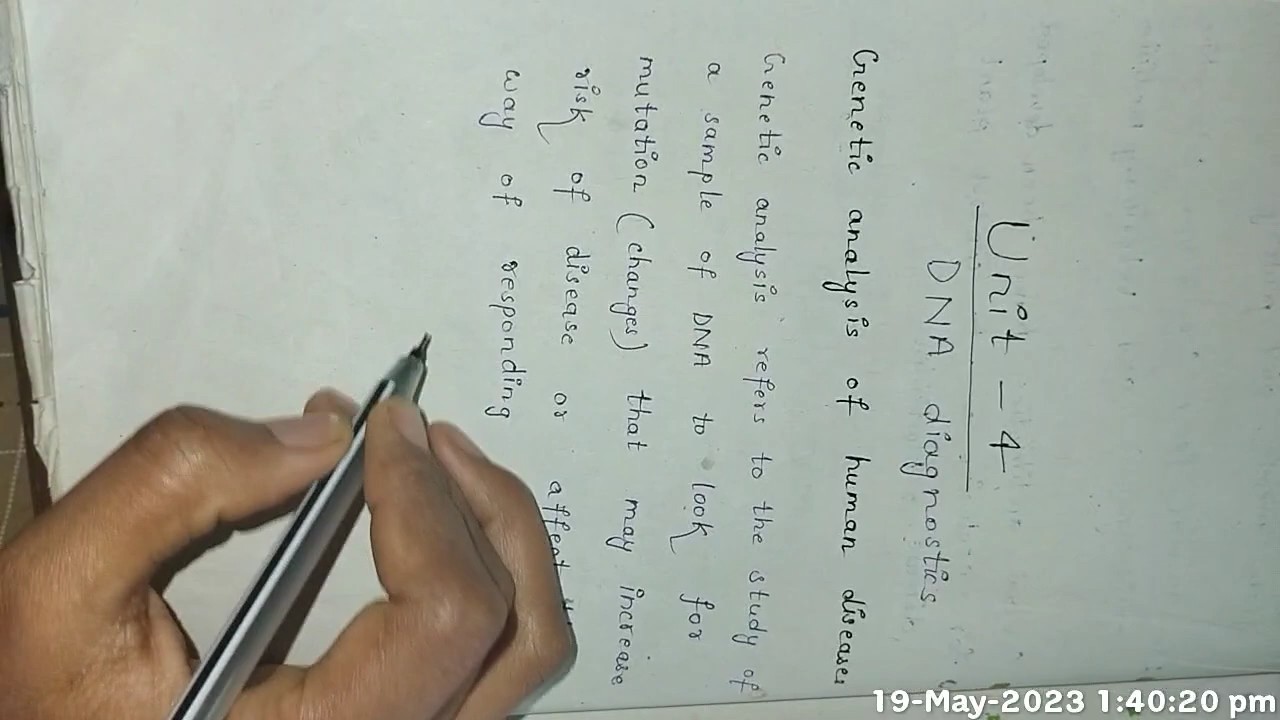 Unit - 4
DNA diagnostics
Genetic analysis of human diseases
Genetic analysis refers to the study of
a sample of DNA to look for
mutation (changes) that may increase
risk of disease or affect
way of responding
19-May-2023 1:40:20 pm